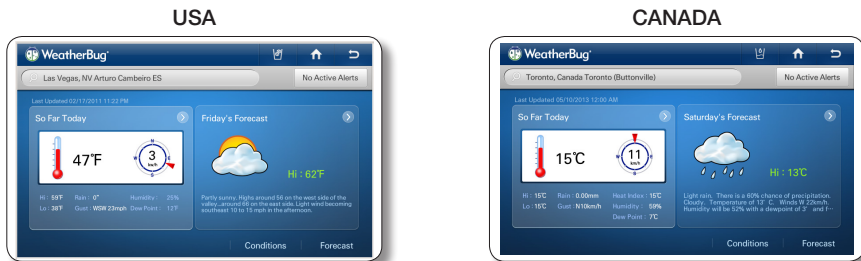 USA
WeatherBug
Las Vegas, NV Arturo Cambeiro ES
No Active Alerts
Last Updated 02/17/2011 11:22 PM
So Far Today
47°F
N
W
3
E
km/h
S
Hi : 59°F Rain : 0" Humidity : 25%
Lo : 38°F Gust : WSW 23mph Dew Point : 12°F
Friday's Forecast
Hi : 62°F
Partly sunny. Highs around 56 on the west side of the
valley...around 56 on the east side. Light wind becoming
southeast 10 to 15 mph in the afternoon.
Conditions
Forecast
CANADA
WeatherBug
Toronto, Canada Toronto (Buttonville)
No Active Alerts
Last Updated 05/10/2013 12:00 AM
So Far Today
15°C
W
11
E
km/h
S
Hi : 15°C Rain : 0.00mm Heat Index : 15°C
Lo : 15°C Gust : N10km/h Humidity : 59%
Dew Point : 7°C
Saturday's Forecast
Hi : 13°C
Light rain. There is a 60% chance of precipitation.
Cloudy. Temperature of 13° C. Winds W 22km/h.
Humidity will be 52% with a dewpoint of 3° and f···
Conditions
Forecast